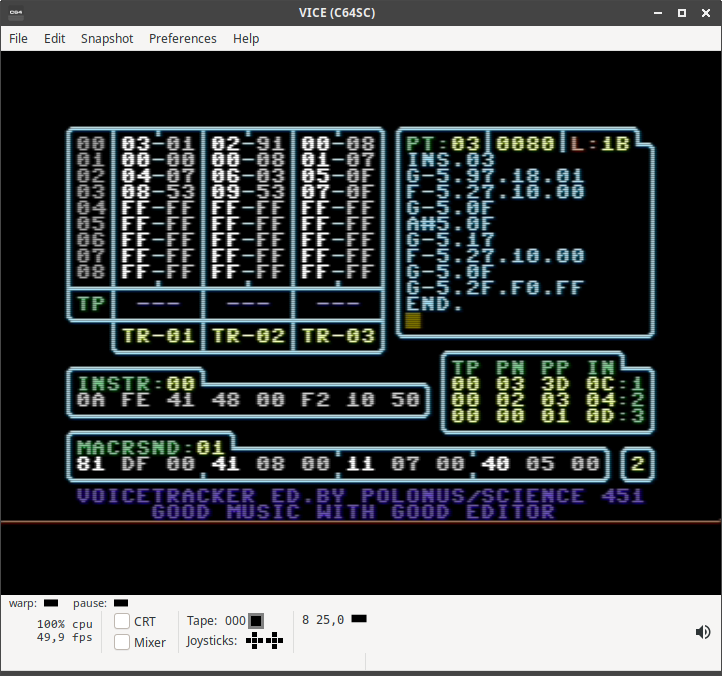 C64
VICE (C64SC)
File Edit Snapshot Preferences Help
00 03-01 02-91 00-08
01 00-00 00-08 01-07
02 04-07 06-03 05-0F
03 08-53 09-53 07-0F
04 FF-FF FF-FF FF-FF
05 FF-FF FF-FF FF-FF
06 FF-FF FF-FF FF-FF
07 FF-FF FF-FF FF-FF
08 FF-FF FF-FF FF-FF
TP --- --- ---
TR-01 TR-02 TR-03
PT:03 0080 L:1B
INS.03
G-5.97.18.01
F-5.27.10.00
G-5.0F
A#5.0F
G-5.17
F-5.27.10.00
G-5.0F
G-5.2F.F0.FF
END.
TP PN PP IN
00 03 3D 0C:1
00 02 03 04:2
00 00 01 0D:3
INSTR:00
0A FE 41 48 00 F2 10 50
MACRSND:01
81 DF 00 41 08 00 11 07 00 40 05 00 2
VOICETRACKER ED.BY POLONUS/SCIENCE 451
GOOD MUSIC WITH GOOD EDITOR
warp: pause:
100% cpu
49,9 fps
CRT
Mixer
Tape: 000
Joysticks:
8 25,0